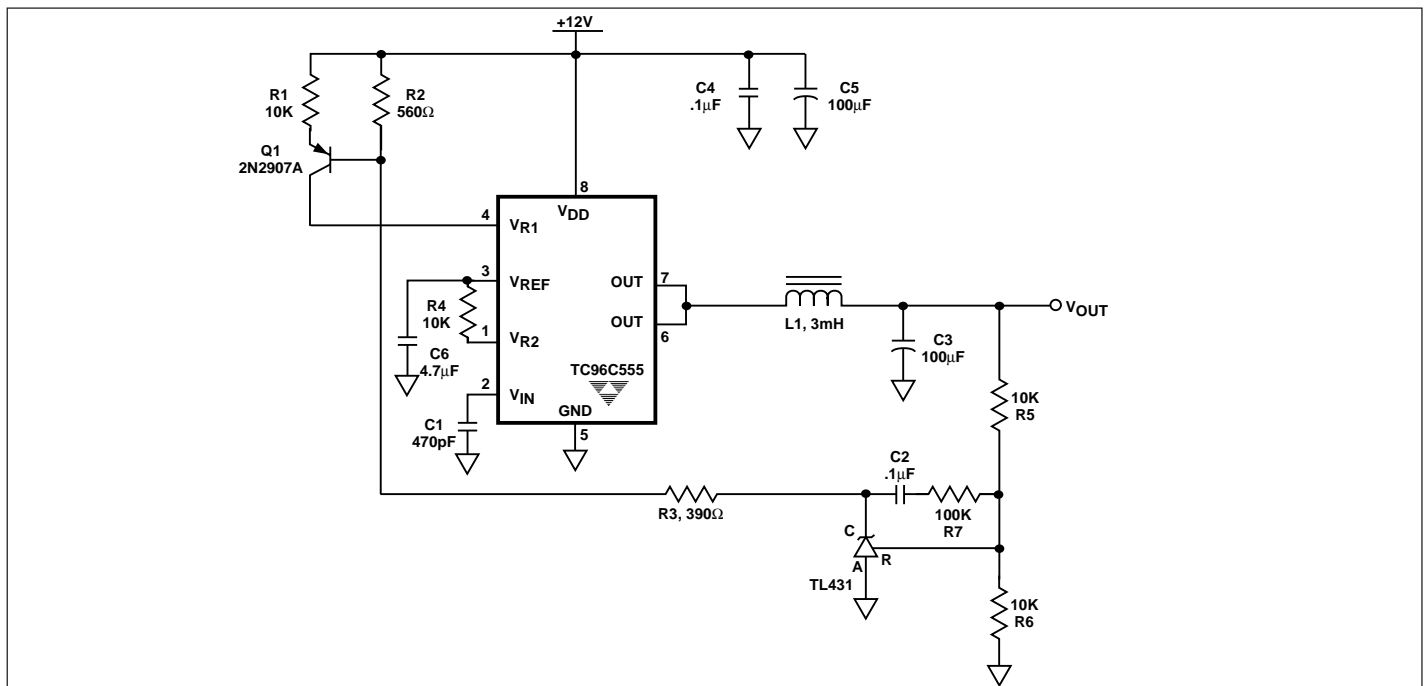 +12V
R1
10K
R2
560Ω
C4
.1µF
C5
100µF
Q1
2N2907A
8
VDD
4
VR1
3
VREF
OUT
7
R4
10K
1
VR2
OUT
6
L1, 3mH
VOUT
C3
100µF
C6
4.7µF
TC96C555
2
VIN
GND
5
C1
470pF
10K
R5
C2
.1µF
R3, 390Ω
100K
R7
C
A
R
TL431
10K
R6